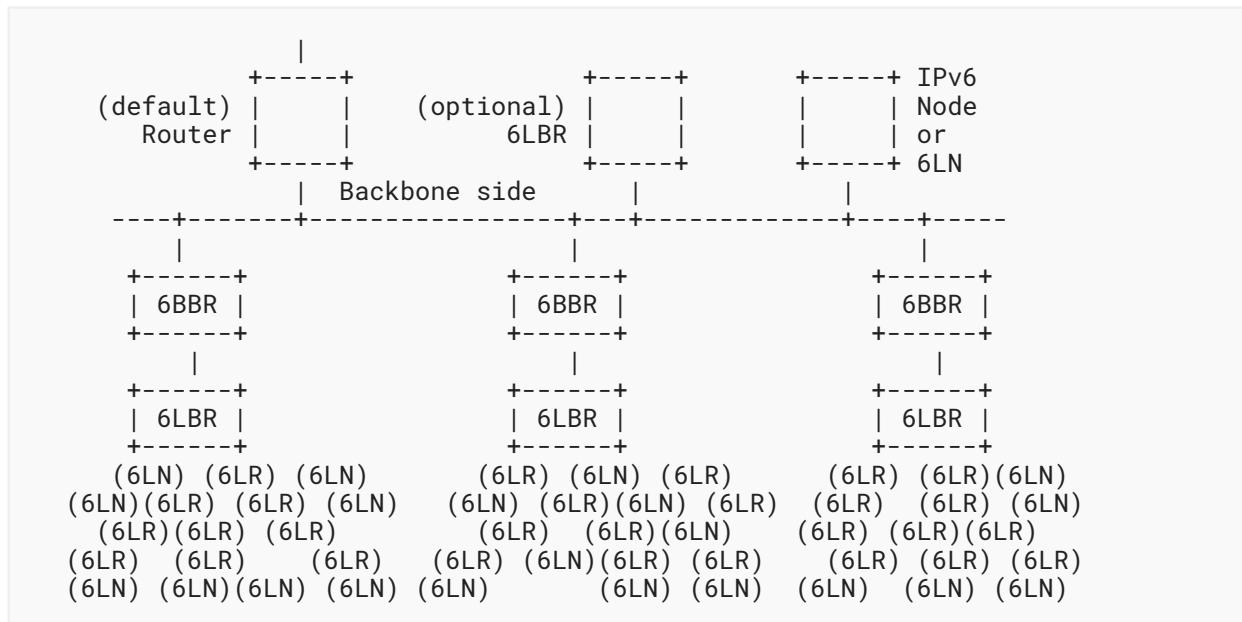 |
             +-----+                  +-----+          +-----+ IPv6
   (default) |     |       (optional) |     |          |     | Node
      Router |     |             6LBR |     |          |     | or
             +-----+                  +-----+          +-----+ 6LN
                |  Backbone side         |                |
    ----+-------+-----------------+---+-------------+----+-----
        |                         |                      |
     +------+                 +------+                +------+
     | 6BBR |                 | 6BBR |                | 6BBR |
     +------+                 +------+                +------+
         |                        |                       |
     +------+                 +------+                +------+
     | 6LBR |                 | 6LBR |                | 6LBR |
     +------+                 +------+                +------+
    (6LN) (6LR) (6LN)       (6LR) (6LN) (6LR)      (6LR) (6LR)(6LN)
 (6LN)(6LR) (6LR) (6LN)   (6LN) (6LR)(6LN) (6LR)  (6LR)  (6LR) (6LN)
   (6LR)(6LR) (6LR)         (6LR)  (6LR)(6LN)    (6LR) (6LR)(6LR)
 (6LR)  (6LR)    (6LR)   (6LR) (6LN)(6LR) (6LR)    (6LR) (6LR) (6LR)
 (6LN) (6LN)(6LN) (6LN) (6LN)       (6LN) (6LN)  (6LN)  (6LN) (6LN)